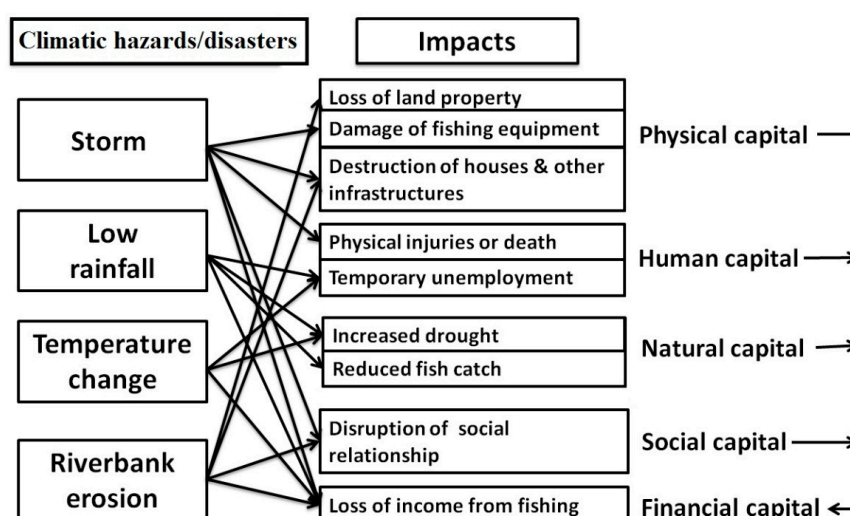 Climatic hazards/disasters
Impacts
Storm
Low
rainfall
Temperature
change
Riverbank
erosion
Loss of land property
Damage of fishing equipment
Destruction of houses & other
infrastructures
Physical injuries or death
Temporary unemployment
Increased drought
Reduced fish catch
Disruption of social
relationship
Loss of income from fishing
Physical capital
Human capital
Natural capital
Social capital
Financial capital